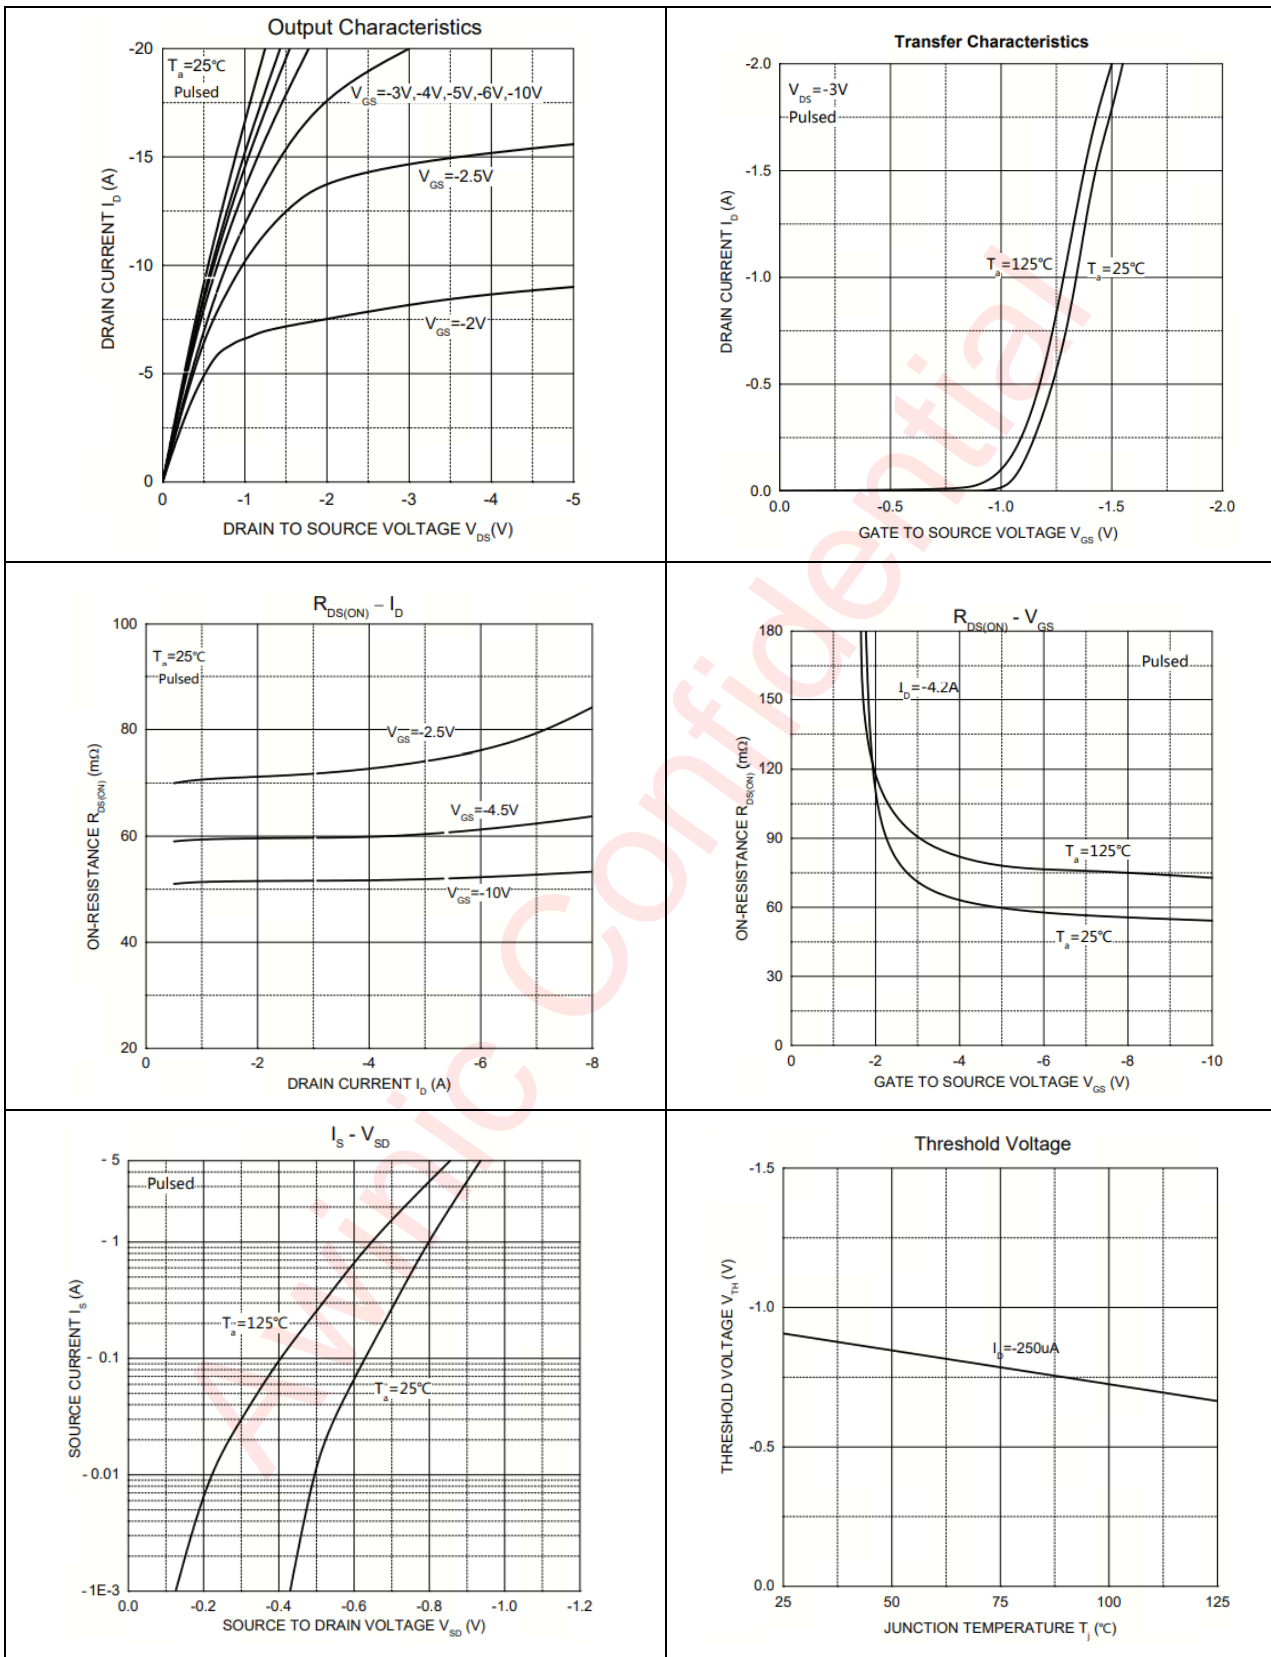 Output Characteristics
-20
-15
-10
-5
0
0 -1 -2 -3 -4 -5
Ta=25℃
Pulsed
VGS=-3V,-4V,-5V,-6V,-10V
VGS=-2.5V
VGS=-2V
DRAIN CURRENT ID (A)
DRAIN TO SOURCE VOLTAGE VDS(V)
Transfer Characteristics
-2.0
-1.5
-1.0
-0.5
0.0
0.0 -0.5 -1.0 -1.5 -2.0
VDS=-3V
Pulsed
Ta=125℃
Ta=25℃
DRAIN CURRENT ID (A)
GATE TO SOURCE VOLTAGE VGS (V)
RDS(ON) – ID
100
80
60
40
20
0 -2 -4 -6 -8
Ta=25℃
Pulsed
VGS=-2.5V
VGS=-4.5V
VGS=-10V
ON-RESISTANCE RDS(ON) (mΩ)
DRAIN CURRENT ID (A)
RDS(ON) - VGS
180
150
120
90
60
30
0
0 -2 -4 -6 -8 -10
Pulsed
ID=-4.2A
Ta=125℃
Ta=25℃
ON-RESISTANCE RDS(ON) (mΩ)
GATE TO SOURCE VOLTAGE VGS (V)
IS - VSD
- 5
- 1
- 0.1
- 0.01
- 1E-3
0.0 -0.2 -0.4 -0.6 -0.8 -1.0 -1.2
Pulsed
Ta=125℃
Ta=25℃
SOURCE CURRENT IS (A)
SOURCE TO DRAIN VOLTAGE VSD (V)
Threshold Voltage
-1.5
-1.0
-0.5
0.0
25 50 75 100 125
ID=-250uA
THRESHOLD VOLTAGE VTH (V)
JUNCTION TEMPERATURE Tj (℃)
Awinic Confidential